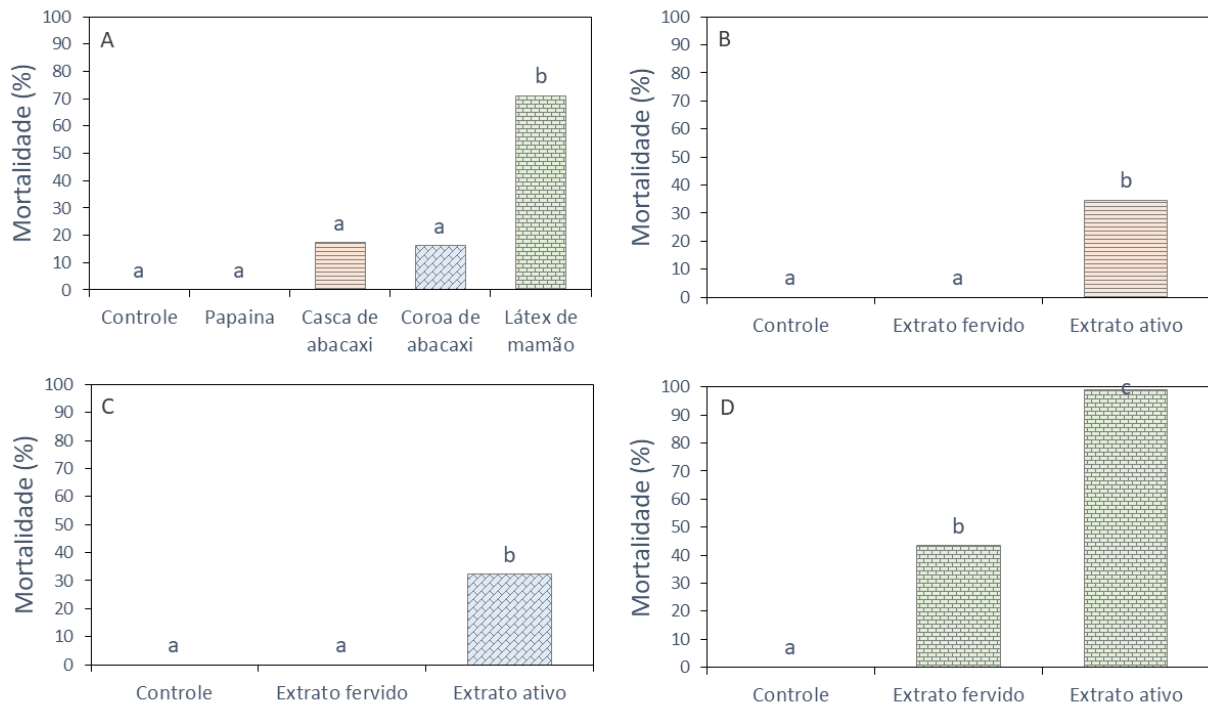 A
Mortalidade (%)
100
90
80
70
60
50
40
30
20
10
0
a
a
a
a
b
Controle
Papaina
Casca de
abacaxi
Coroa de
abacaxi
Látex de
mamão
B
Mortalidade (%)
100
90
80
70
60
50
40
30
20
10
0
a
a
b
Controle
Extrato fervido
Extrato ativo
C
Mortalidade (%)
100
90
80
70
60
50
40
30
20
10
0
a
a
b
Controle
Extrato fervido
Extrato ativo
D
Mortalidade (%)
100
90
80
70
60
50
40
30
20
10
0
a
b
c
Controle
Extrato fervido
Extrato ativo